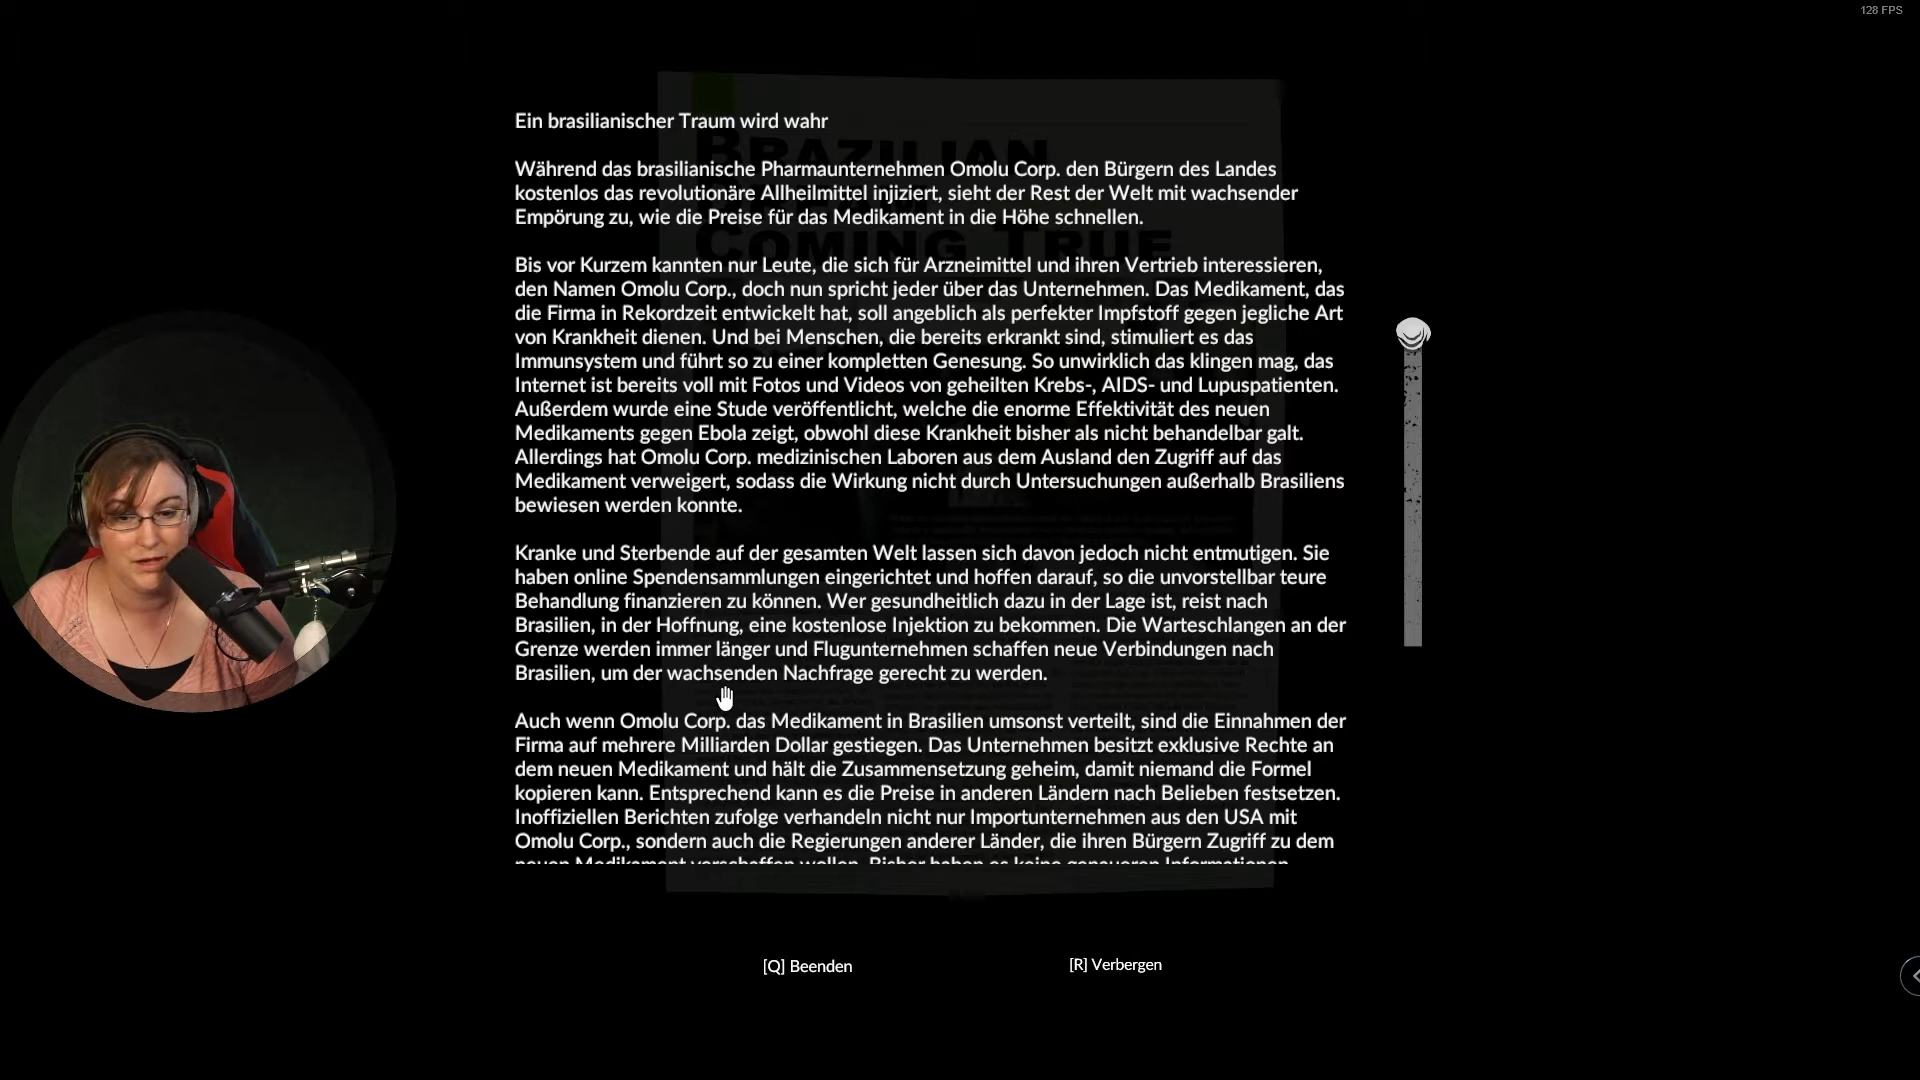 128 FPS
Ein brasilianischer Traum wird wahr
Während das brasilianische Pharmaunternehmen Omolu Corp. den Bürgern des Landes
kostenlos das revolutionäre Allheilmittel injiziert, sieht der Rest der Welt mit wachsender
Empörung zu, wie die Preise für das Medikament in die Höhe schnellen.
Bis vor Kurzem kannten nur Leute, die sich für Arzneimittel und ihren Vertrieb interessieren,
den Namen Omolu Corp., doch nun spricht jeder über das Unternehmen. Das Medikament, das
die Firma in Rekordzeit entwickelt hat, soll angeblich als perfekter Impfstoff gegen jegliche Art
von Krankheit dienen. Und bei Menschen, die bereits erkrankt sind, stimuliert es das
Immunsystem und führt so zu einer kompletten Genesung. So unwirklich das klingen mag, das
Internet ist bereits voll mit Fotos und Videos von geheilten Krebs-, AIDS- und Lupuspatienten.
Außerdem wurde eine Stude veröffentlicht, welche die enorme Effektivität des neuen
Medikaments gegen Ebola zeigt, obwohl diese Krankheit bisher als nicht behandelbar galt.
Allerdings hat Omolu Corp. medizinischen Laboren aus dem Ausland den Zugriff auf das
Medikament verweigert, sodass die Wirkung nicht durch Untersuchungen außerhalb Brasiliens
bewiesen werden konnte.
Kranke und Sterbende auf der gesamten Welt lassen sich davon jedoch nicht entmutigen. Sie
haben online Spendensammlungen eingerichtet und hoffen darauf, so die unvorstellbar teure
Behandlung finanzieren zu können. Wer gesundheitlich dazu in der Lage ist, reist nach
Brasilien, in der Hoffnung, eine kostenlose Injektion zu bekommen. Die Warteschlangen an der
Grenze werden immer länger und Flugunternehmen schaffen neue Verbindungen nach
Brasilien, um der wachsenden Nachfrage gerecht zu werden.
Auch wenn Omolu Corp. das Medikament in Brasilien umsonst verteilt, sind die Einnahmen der
Firma auf mehrere Milliarden Dollar gestiegen. Das Unternehmen besitzt exklusive Rechte an
dem neuen Medikament und hält die Zusammensetzung geheim, damit niemand die Formel
kopieren kann. Entsprechend kann es die Preise in anderen Ländern nach Belieben festsetzen.
Inoffiziellen Berichten zufolge verhandeln nicht nur Importunternehmen aus den USA mit
Omolu Corp., sondern auch die Regierungen anderer Länder, die ihren Bürgern Zugriff zu dem
neuen Medikament verschaffen wollen. Bisher haben es keine genaueren Informationen
BRAZILIAN
COMING TRUE
[Q] Beenden
[R] Verbergen